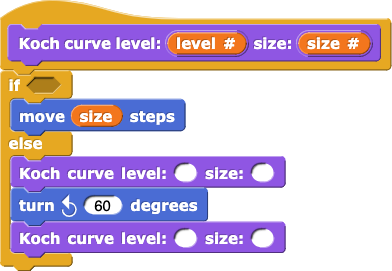 Koch curve level: level # size: size #
if
move size steps
else
Koch curve level: size:
turn 60 degrees
Koch curve level: size: